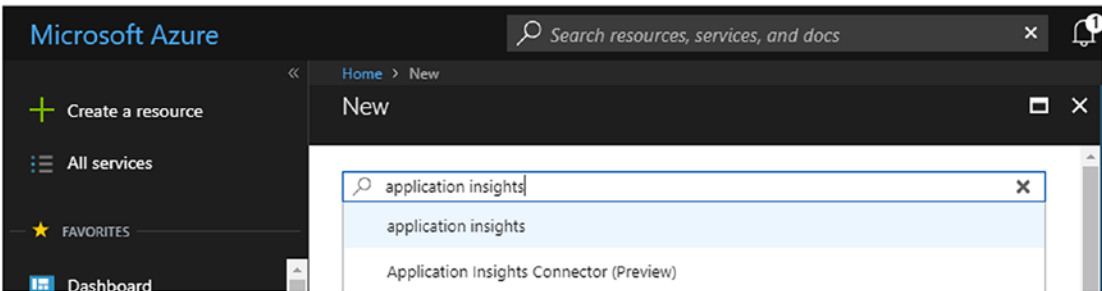 Microsoft Azure
Search resources, services, and docs
1
Home > New
Create a resource
New
All services
application insights
application insights
FAVORITES
Application Insights Connector (Preview)
Dashboard